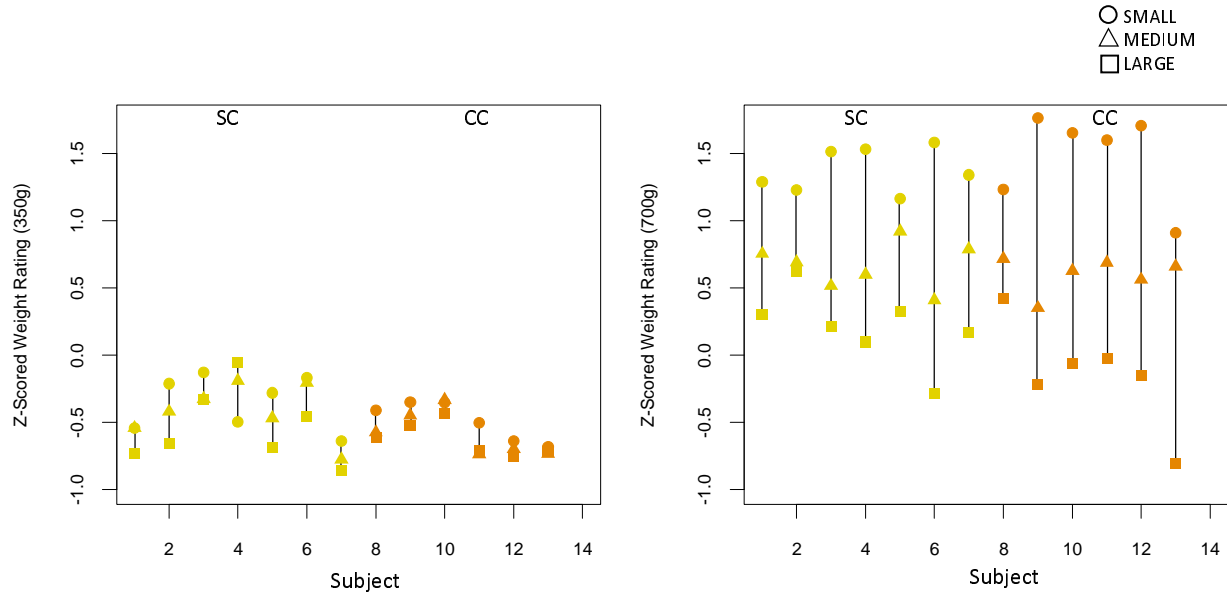 SMALL
MEDIUM
LARGE
SC CC
Z-Scored Weight Rating (350g)
1.5
1.0
0.5
0.0
-0.5
-1.0
2 4 6 8 10 12 14
Subject
SC CC
Z-Scored Weight Rating (700g)
1.5
1.0
0.5
0.0
-0.5
-1.0
2 4 6 8 10 12 14
Subject